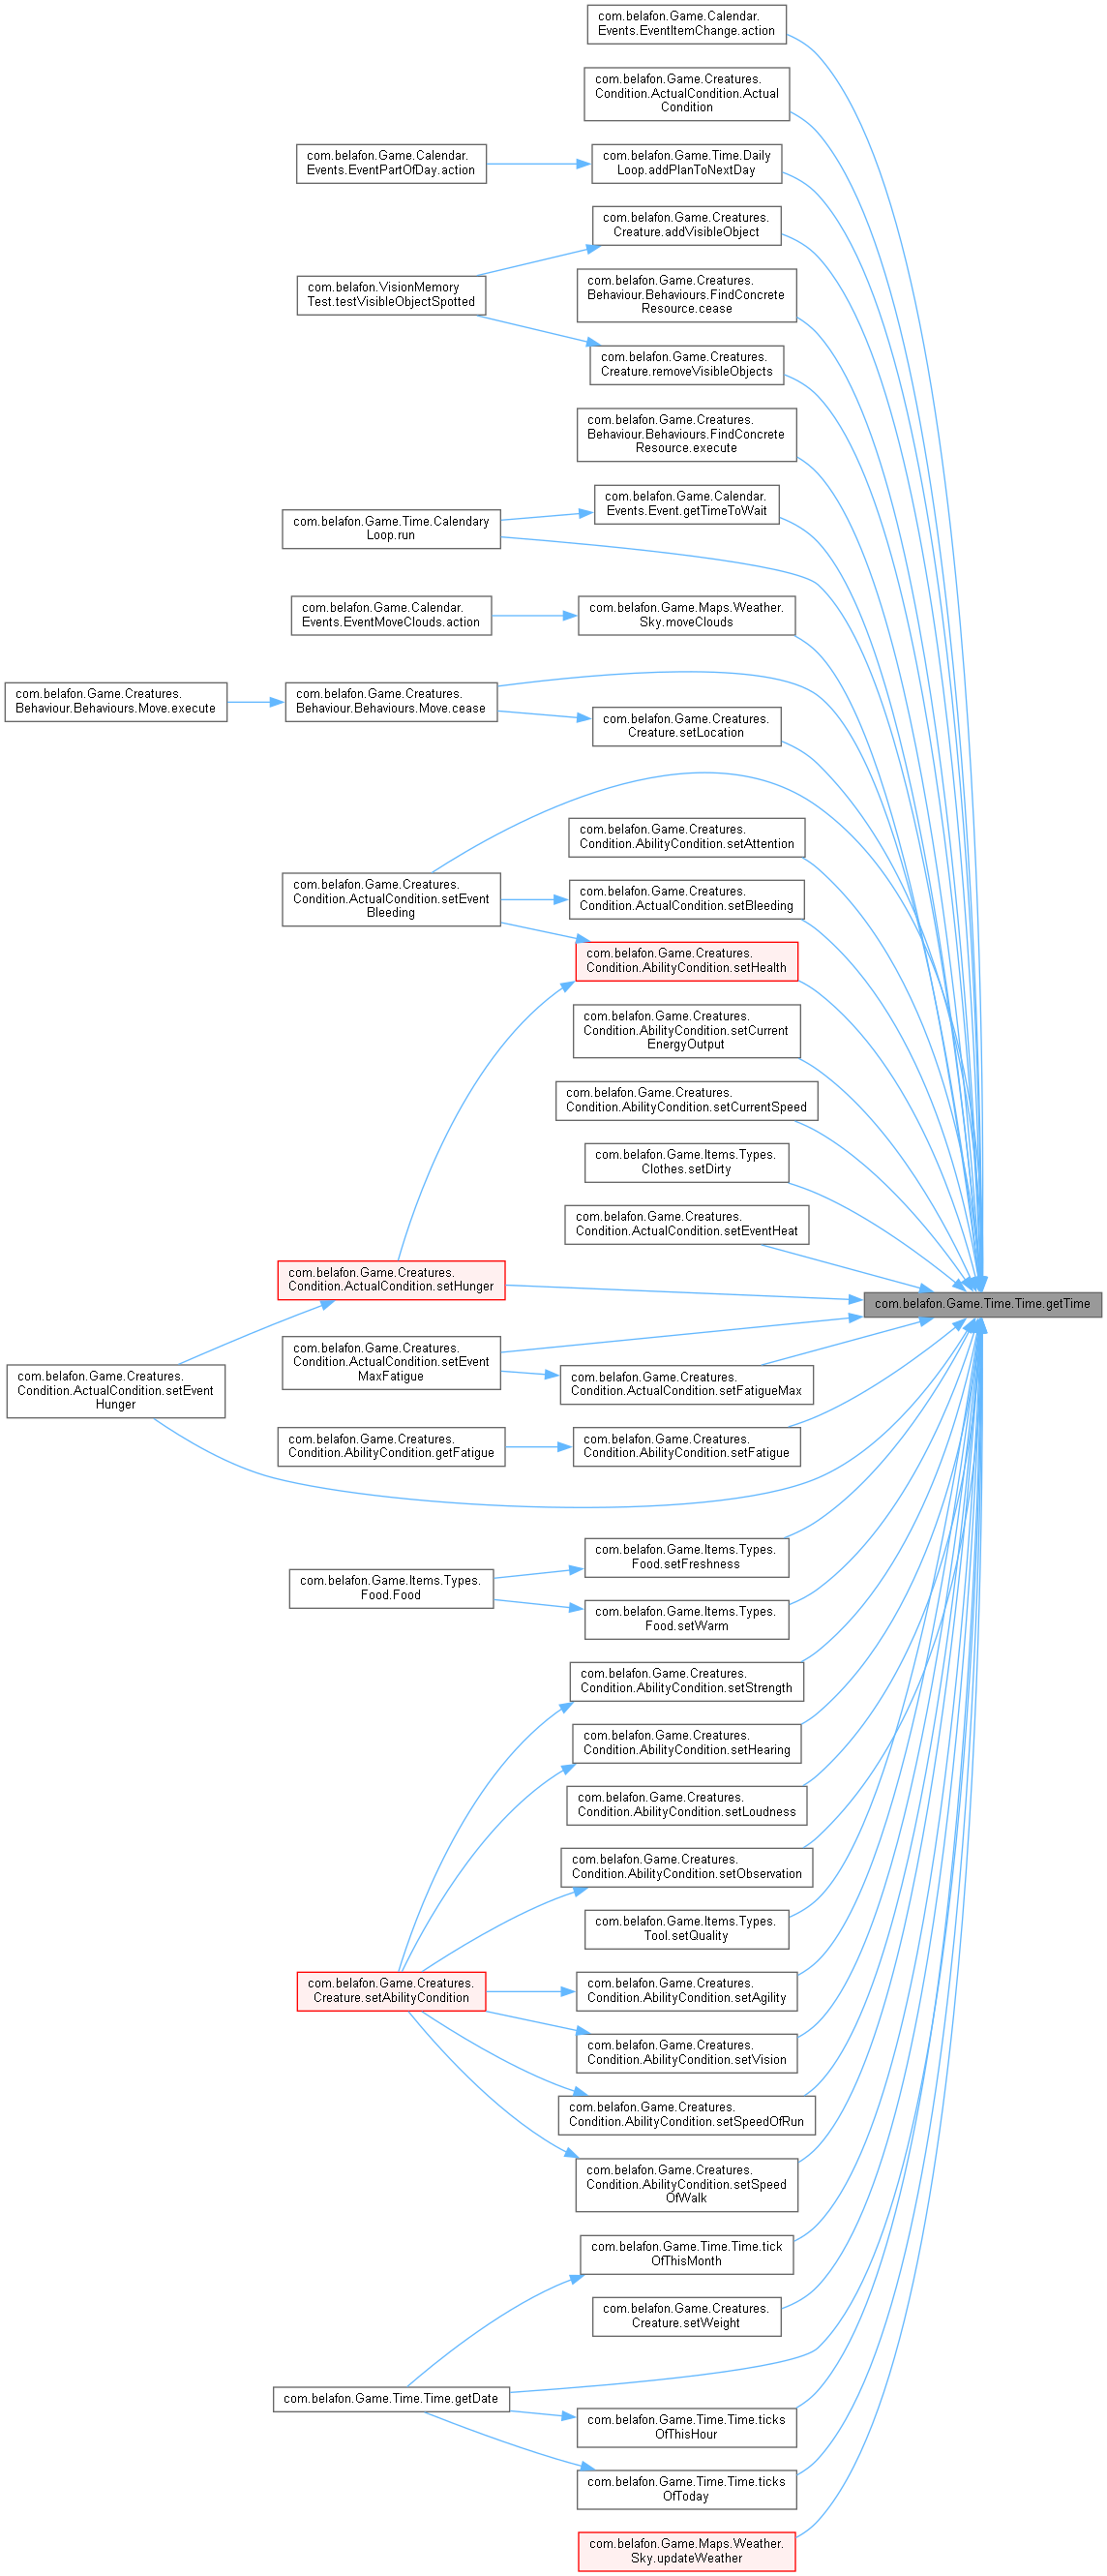 com.belafon.Game.Calendar.
Events.EventItemChange.action
com.belafon.Game.Creatures.
Condition.ActualCondition.Actual
Condition
com.belafon.Game.Calendar.
Events.EventPartOfDay.action
com.belafon.Game.Time.Daily
Loop.addPlanToNextDay
com.belafon.Game.Creatures.
Creature.addVisibleObject
com.belafon.VisionMemory
Test.testVisibleObjectSpotted
com.belafon.Game.Creatures.
Behaviour.Behaviours.FindConcrete
Resource.cease
com.belafon.Game.Creatures.
Creature.removeVisibleObjects
com.belafon.Game.Creatures.
Behaviour.Behaviours.FindConcrete
Resource.execute
com.belafon.Game.Calendar.
Events.Event.getTimeToWait
com.belafon.Game.Time.Calendary
Loop.run
com.belafon.Game.Calendar.
Events.EventMoveClouds.action
com.belafon.Game.Maps.Weather.
Sky.moveClouds
com.belafon.Game.Creatures.
Behaviour.Behaviours.Move.execute
com.belafon.Game.Creatures.
Behaviour.Behaviours.Move.cease
com.belafon.Game.Creatures.
Creature.setLocation
com.belafon.Game.Creatures.
Condition.AbilityCondition.setAttention
com.belafon.Game.Creatures.
Condition.ActualCondition.setEvent
Bleeding
com.belafon.Game.Creatures.
Condition.ActualCondition.setBleeding
com.belafon.Game.Creatures.
Condition.AbilityCondition.setHealth
com.belafon.Game.Creatures.
Condition.AbilityCondition.setCurrent
EnergyOutput
com.belafon.Game.Creatures.
Condition.AbilityCondition.setCurrentSpeed
com.belafon.Game.Items.Types.
Clothes.setDirty
com.belafon.Game.Creatures.
Condition.ActualCondition.setEventHeat
com.belafon.Game.Creatures.
Condition.ActualCondition.setHunger
com.belafon.Game.Time.Time.getTime
com.belafon.Game.Creatures.
Condition.ActualCondition.setEvent
MaxFatigue
com.belafon.Game.Creatures.
Condition.ActualCondition.setEvent
Hunger
com.belafon.Game.Creatures.
Condition.ActualCondition.setFatigueMax
com.belafon.Game.Creatures.
Condition.AbilityCondition.getFatigue
com.belafon.Game.Creatures.
Condition.AbilityCondition.setFatigue
com.belafon.Game.Items.Types.
Food.setFreshness
com.belafon.Game.Items.Types.
Food.Food
com.belafon.Game.Items.Types.
Food.setWarm
com.belafon.Game.Creatures.
Condition.AbilityCondition.setStrength
com.belafon.Game.Creatures.
Condition.AbilityCondition.setHearing
com.belafon.Game.Creatures.
Condition.AbilityCondition.setLoudness
com.belafon.Game.Creatures.
Condition.AbilityCondition.setObservation
com.belafon.Game.Items.Types.
Tool.setQuality
com.belafon.Game.Creatures.
Creature.setAbilityCondition
com.belafon.Game.Creatures.
Condition.AbilityCondition.setAgility
com.belafon.Game.Creatures.
Condition.AbilityCondition.setVision
com.belafon.Game.Creatures.
Condition.AbilityCondition.setSpeedOfRun
com.belafon.Game.Creatures.
Condition.AbilityCondition.setSpeed
OfWalk
com.belafon.Game.Time.Time.tick
OfThisMonth
com.belafon.Game.Creatures.
Creature.setWeight
com.belafon.Game.Time.Time.getDate
com.belafon.Game.Time.Time.ticks
OfThisHour
com.belafon.Game.Time.Time.ticks
OfToday
com.belafon.Game.Maps.Weather.
Sky.updateWeather